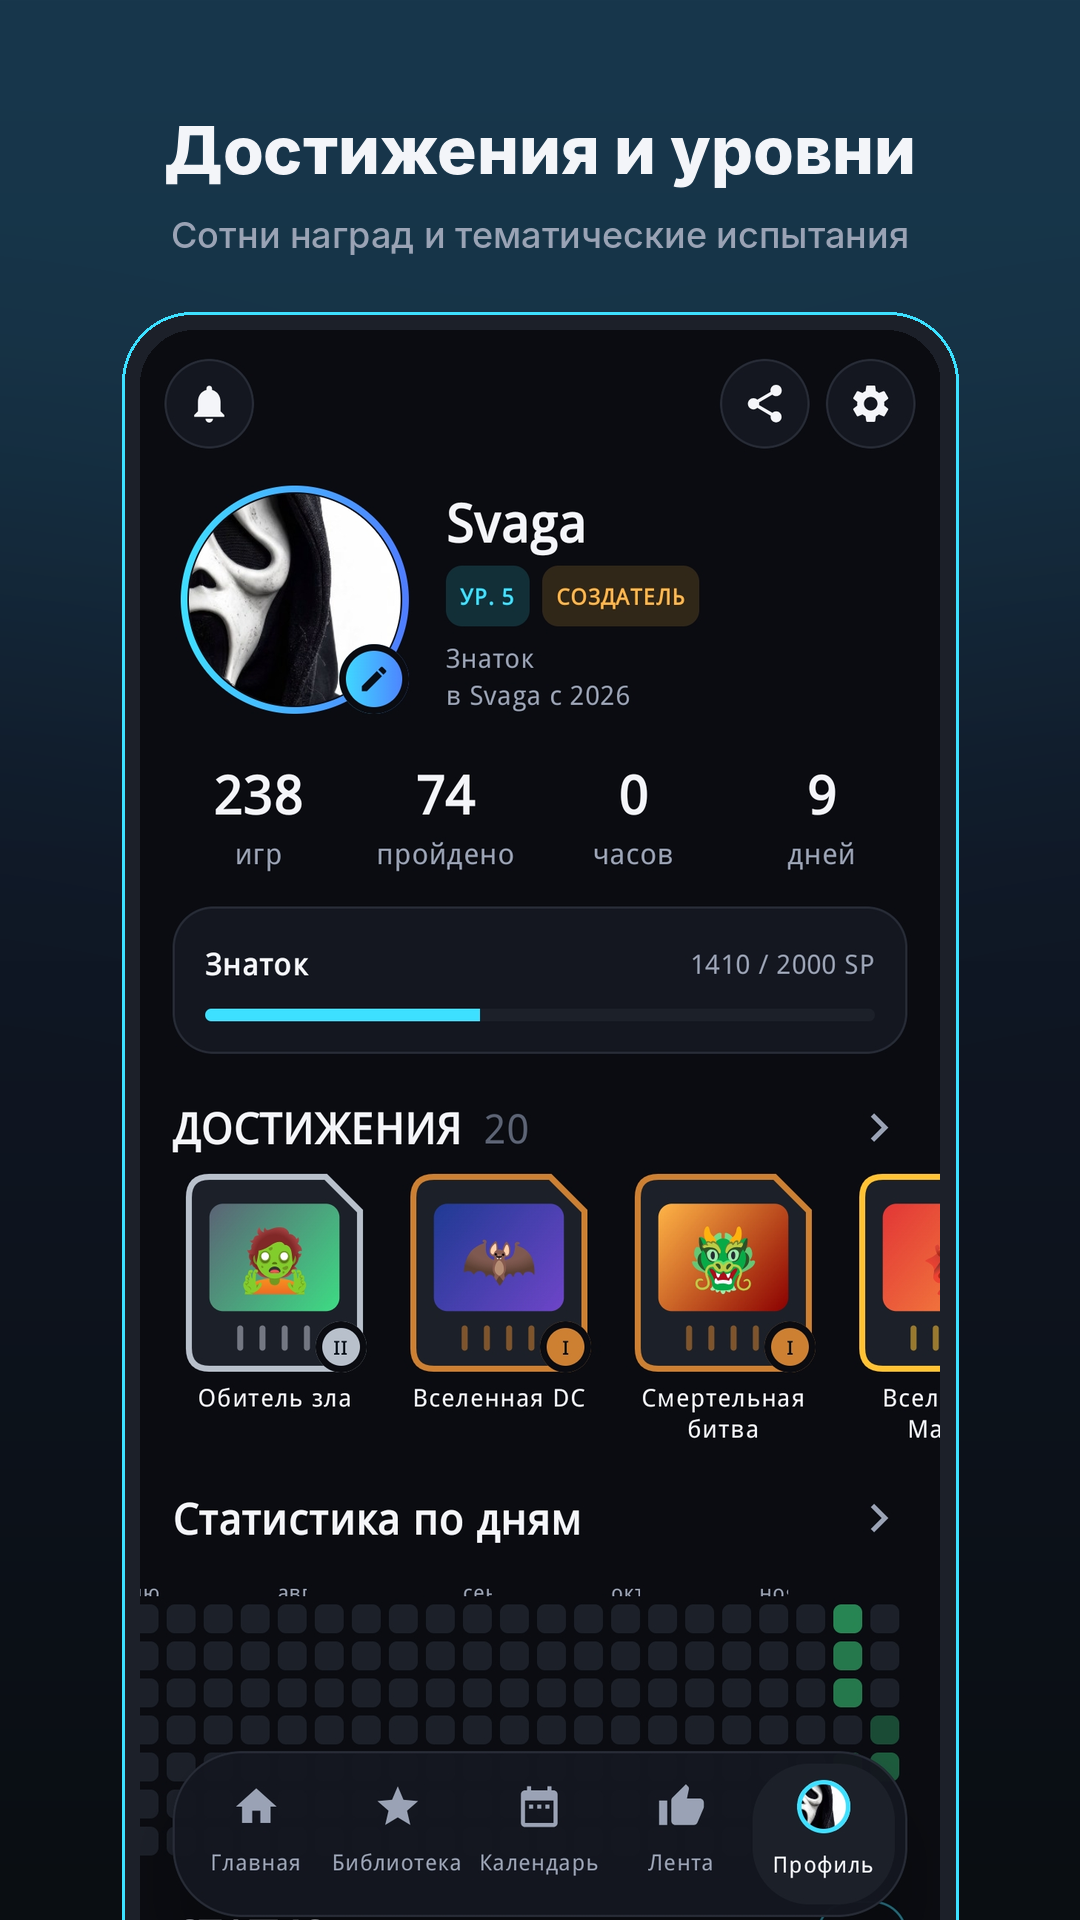 Достижения и уровни
Сотни наград и тематические испытания
Svaga
УР. 5 СОЗДАТЕЛЬ
Знаток
в Svaga с 2026
238 74 0 9
игр пройдено часов дней
Знаток 1410 / 2000 SP
ДОСТИЖЕНИЯ 20
II I I
Обитель зла Вселенная DC Смертельная битва
Статистика по дням
Главная Библиотека Календарь Лента Профиль